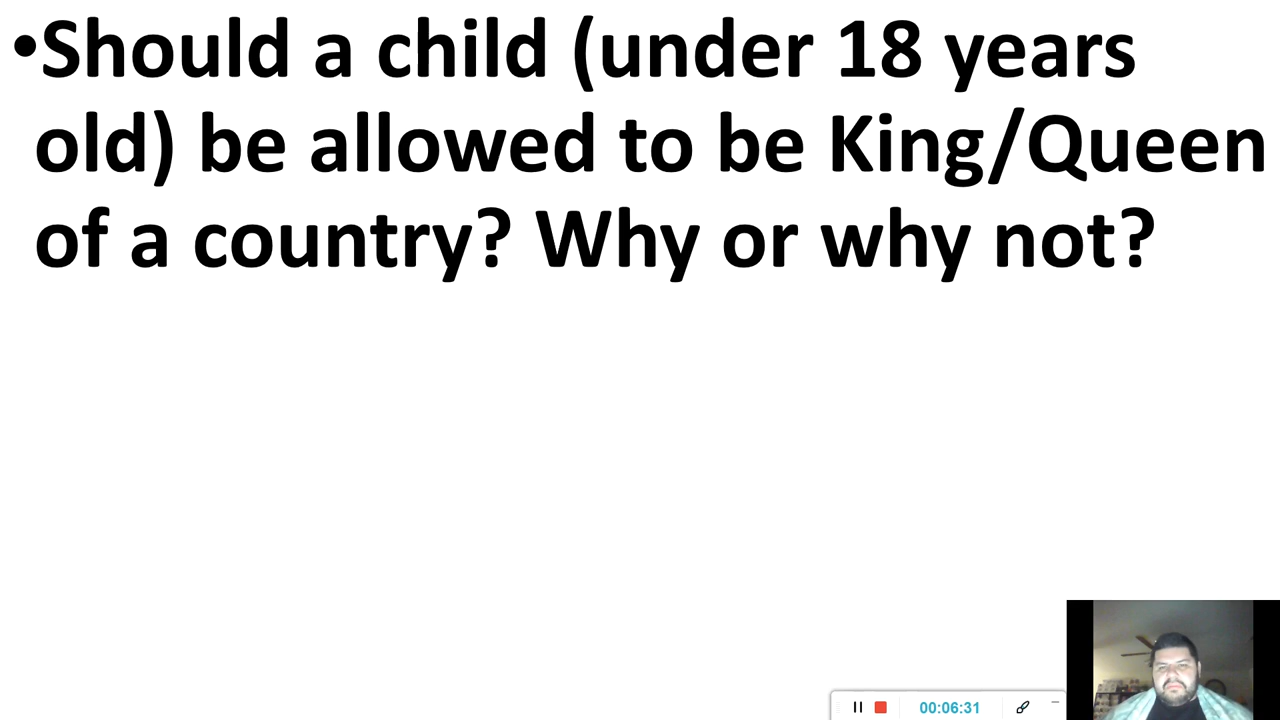 •Should a child (under 18 years
old) be allowed to be King/Queen
of a country? Why or why not?
00:06:31